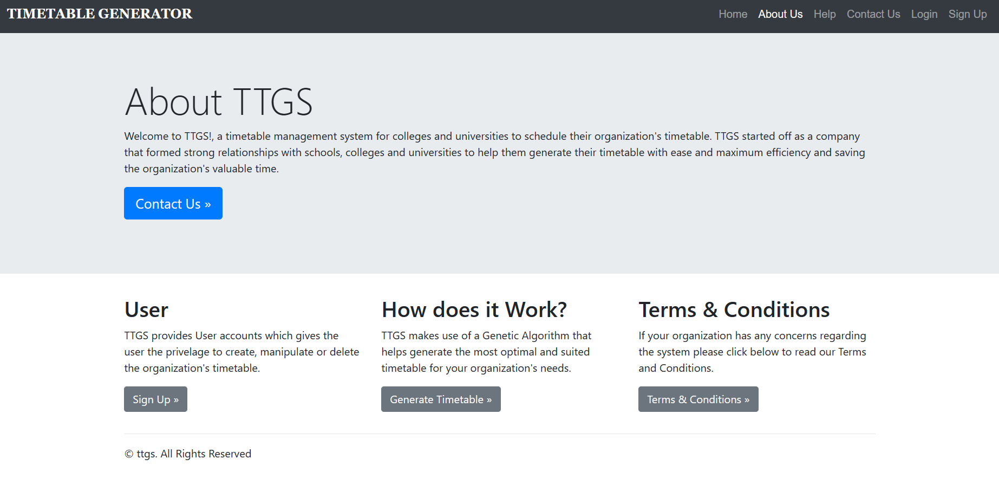 TIMETABLE GENERATOR
Home About Us Help Contact Us Login Sign Up
About TTGS
Welcome to TTGS!, a timetable management system for colleges and universities to schedule their organization's timetable. TTGS started off as a company
that formed strong relationships with schools, colleges and universities to help them generate their timetable with ease and maximum efficiency and saving
the organization's valuable time.
Contact Us »
User
TTGS provides User accounts which gives the
user the privelage to create, manipulate or delete
the organization's timetable.
Sign Up »
How does it Work?
TTGS makes use of a Genetic Algorithm that
helps generate the most optimal and suited
timetable for your organization's needs.
Generate Timetable »
Terms & Conditions
If your organization has any concerns regarding
the system please click below to read our Terms
and Conditions.
Terms & Conditions »
© ttgs. All Rights Reserved